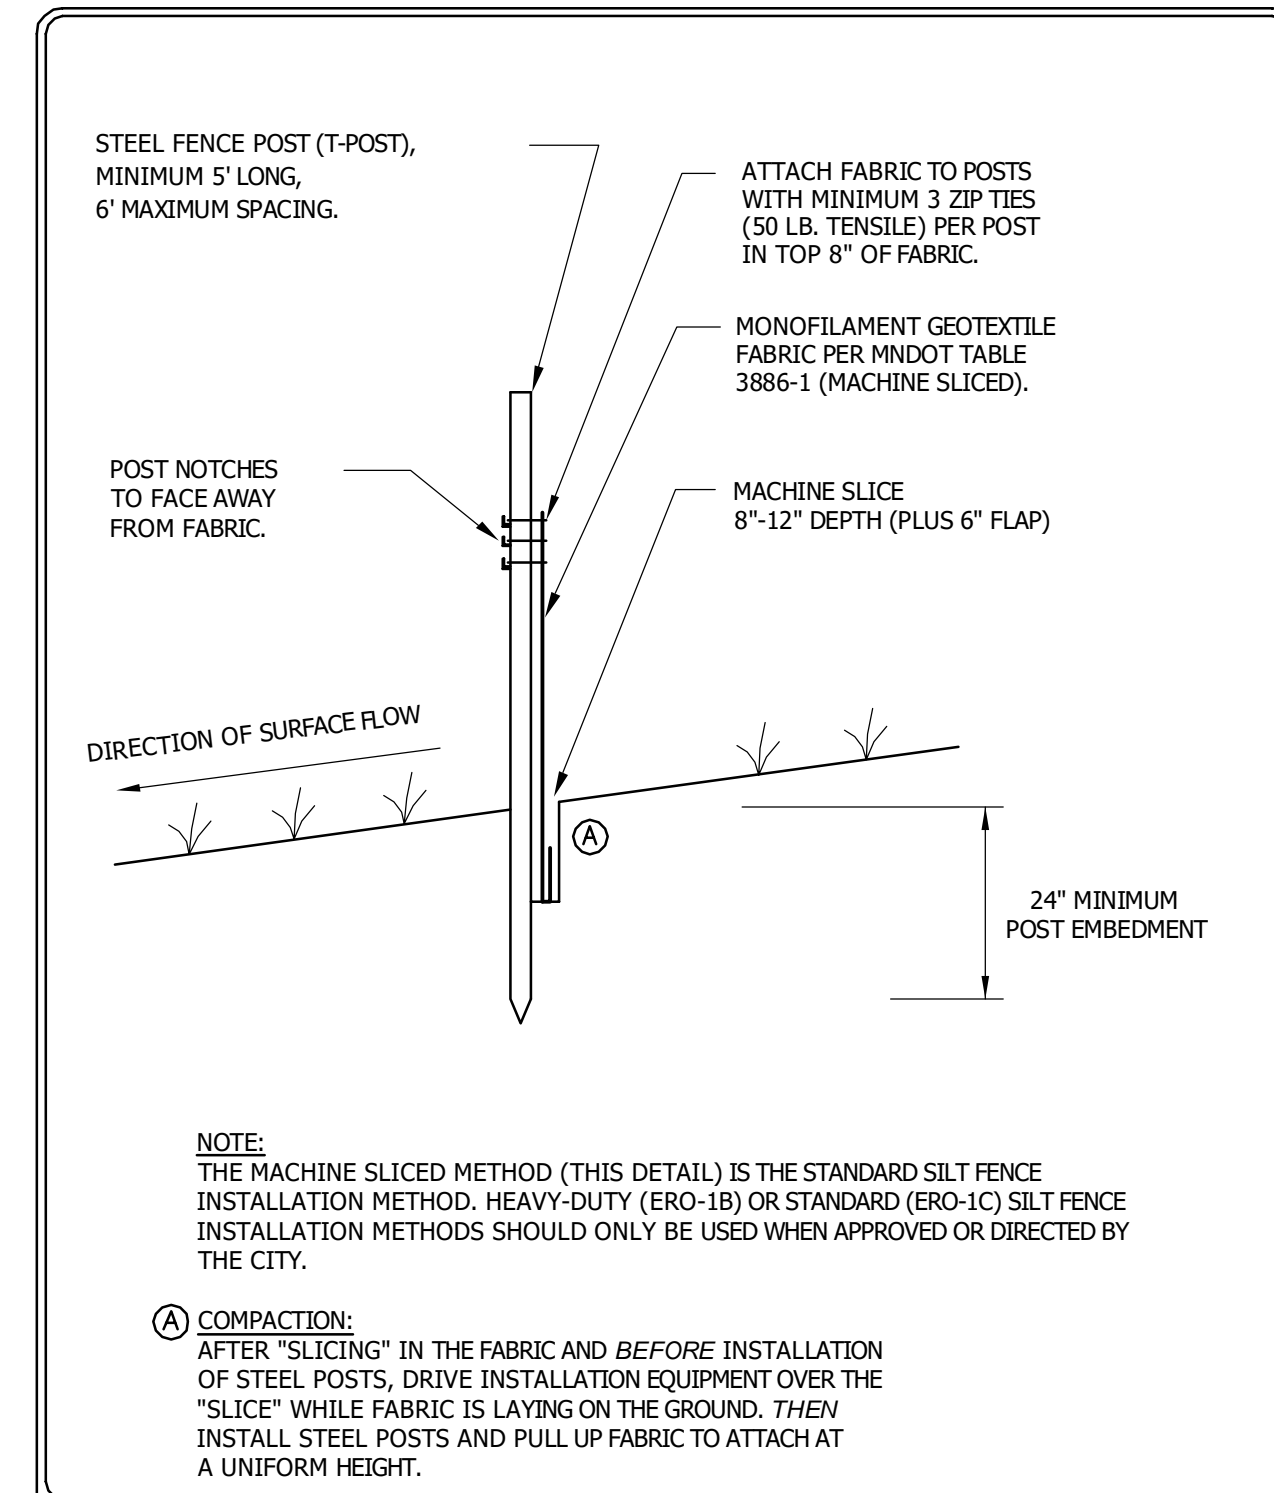 STEEL FENCE POST (T-POST),
MINIMUM 5' LONG,
6' MAXIMUM SPACING.
ATTACH FABRIC TO POSTS
WITH MINIMUM 3 ZIP TIES
(50 LB. TENSILE) PER POST
IN TOP 8" OF FABRIC.
MONOFILAMENT GEOTEXTILE
FABRIC PER MNDOT TABLE
3886-1 (MACHINE SLICED).
POST NOTCHES
TO FACE AWAY
FROM FABRIC.
MACHINE SLICE
8"-12" DEPTH (PLUS 6" FLAP)
DIRECTION OF SURFACE FLOW
A
24" MINIMUM
POST EMBEDMENT
NOTE:
THE MACHINE SLICED METHOD (THIS DETAIL) IS THE STANDARD SILT FENCE
INSTALLATION METHOD. HEAVY-DUTY (ERO-1B) OR STANDARD (ERO-1C) SILT FENCE
INSTALLATION METHODS SHOULD ONLY BE USED WHEN APPROVED OR DIRECTED BY
THE CITY.
A COMPACTION:
AFTER "SLICING" IN THE FABRIC AND BEFORE INSTALLATION
OF STEEL POSTS, DRIVE INSTALLATION EQUIPMENT OVER THE
"SLICE" WHILE FABRIC IS LAYING ON THE GROUND. THEN
INSTALL STEEL POSTS AND PULL UP FABRIC TO ATTACH AT
A UNIFORM HEIGHT.